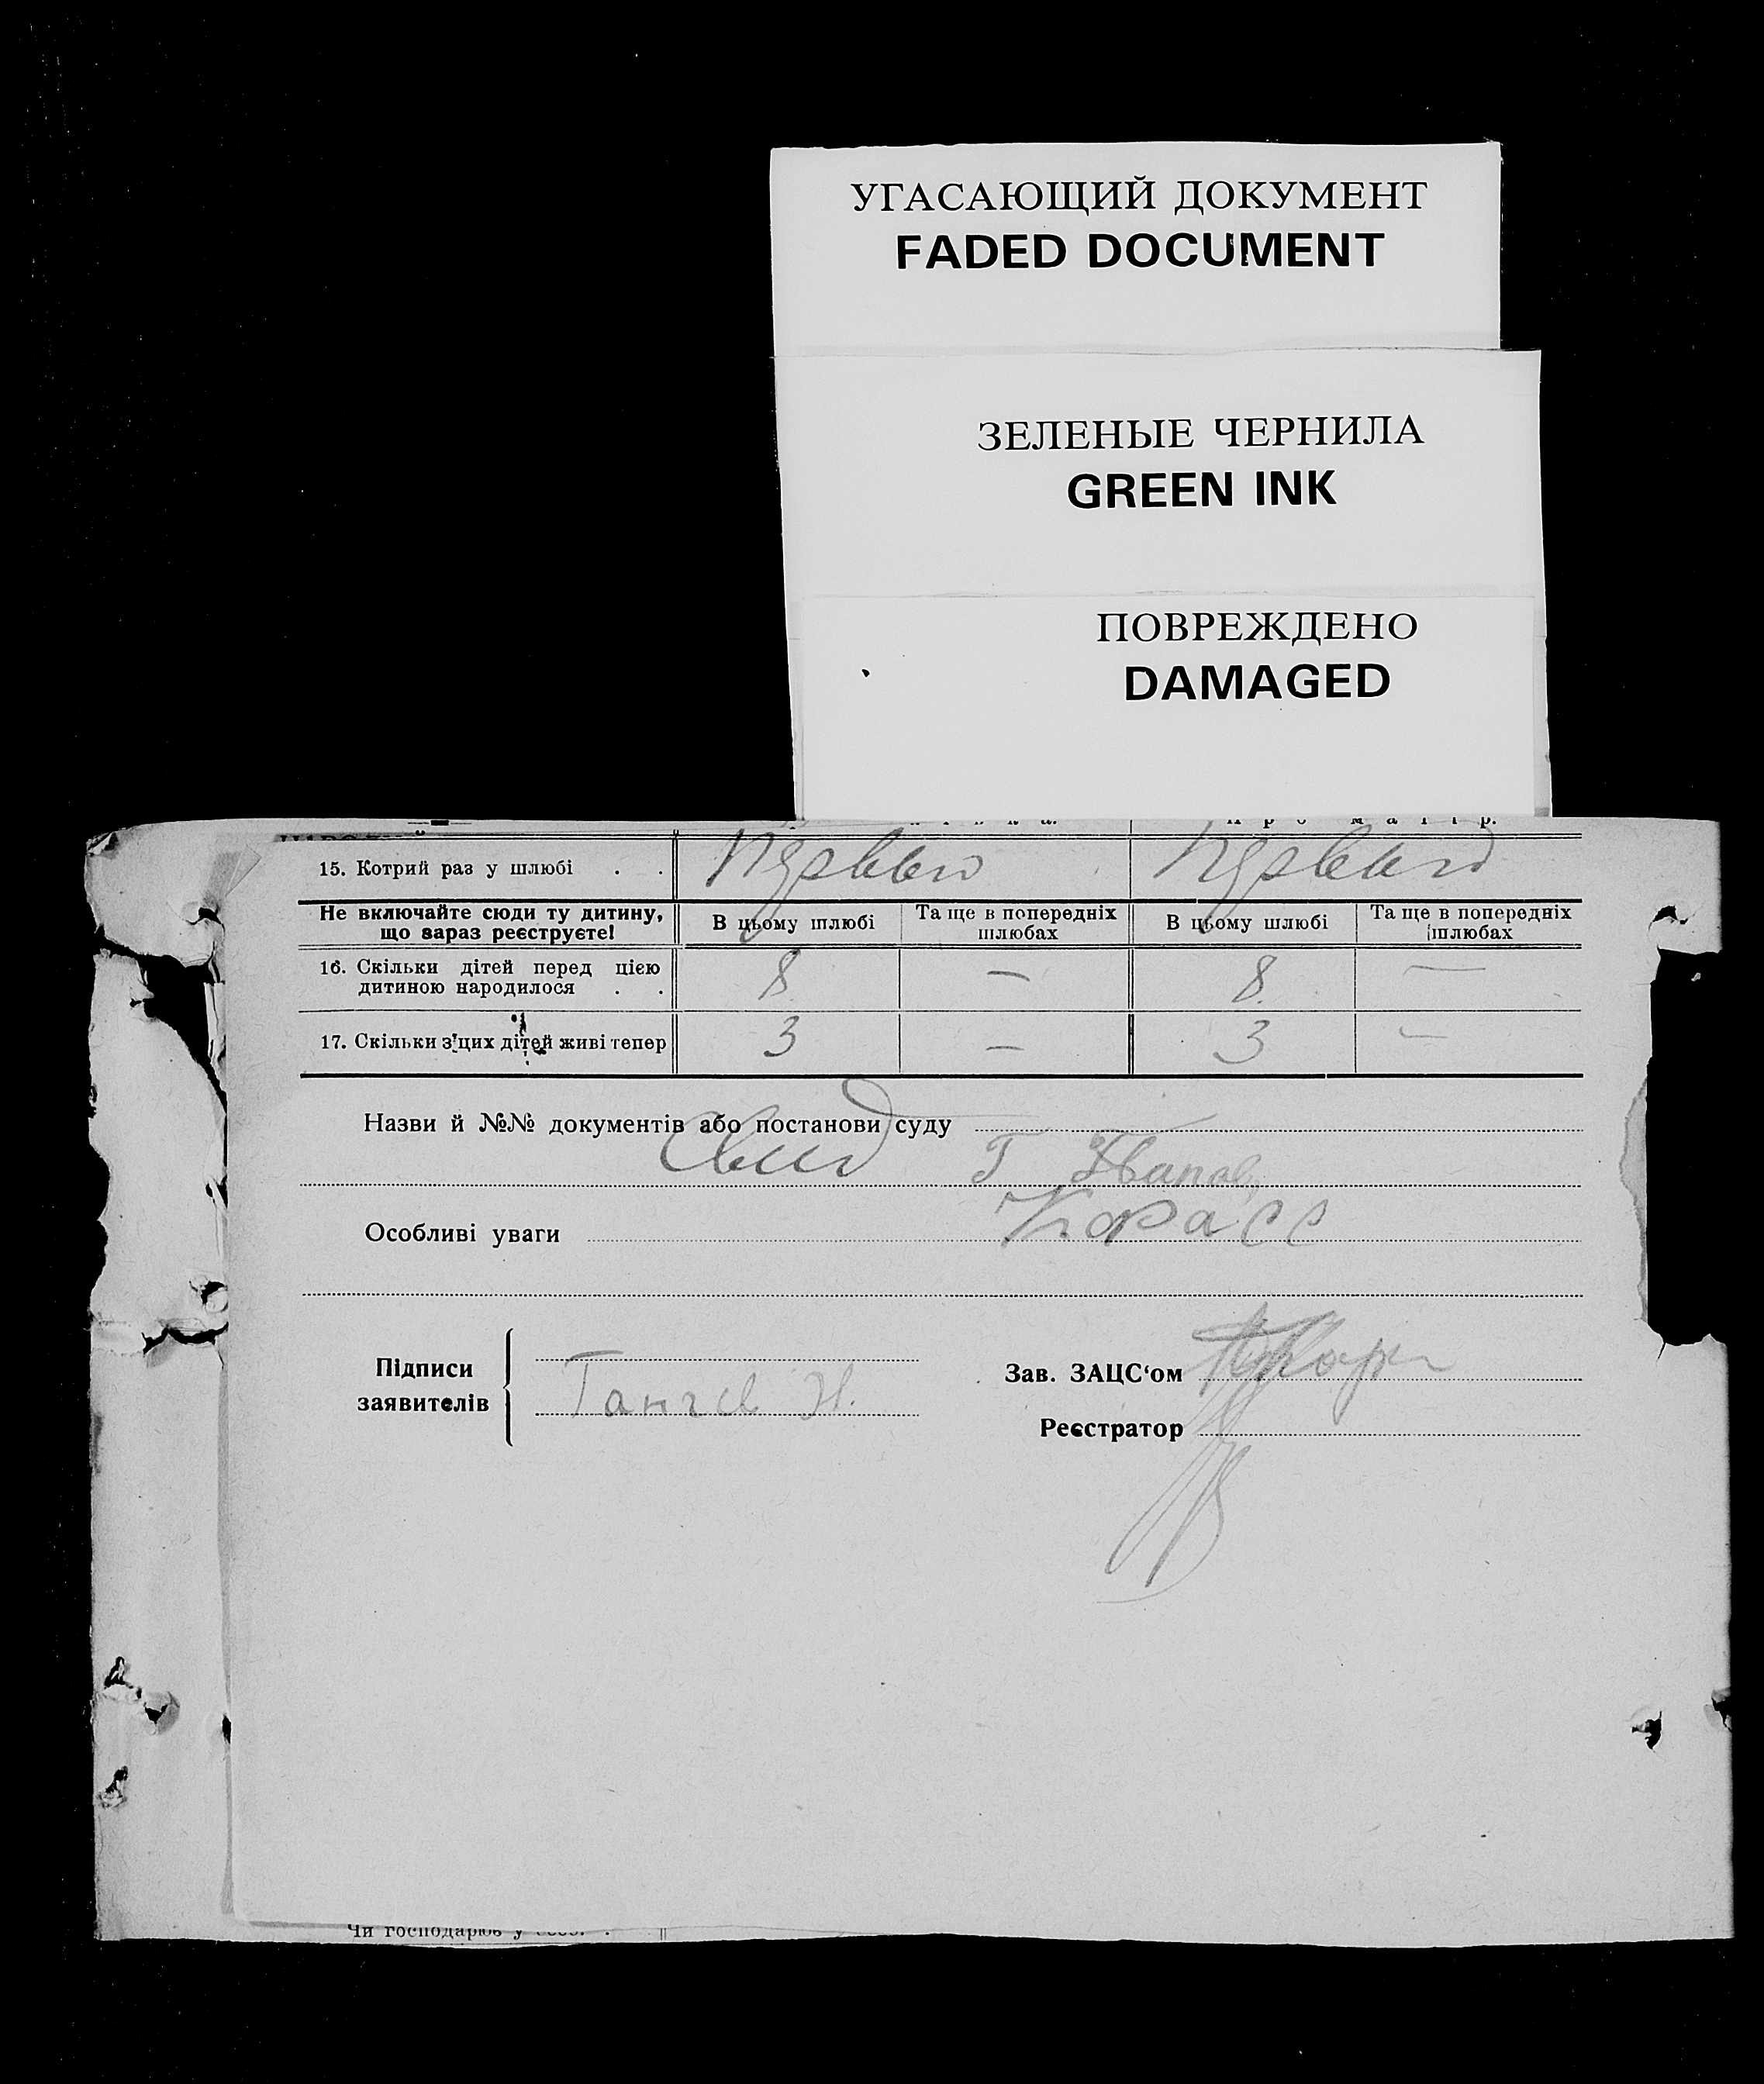 УГАСАЮЩИЙ ДОКУМЕНТ
FADED DOCUMENT
ЗЕЛЕНЫЕ ЧЕРНИЛА
GREEN INK
ПОВРЕЖДЕНО
DAMAGED
15. Котрий раз у шлюбі . .
Не включайте сюди ту дитину, що зараз реєструєте! В цьому шлюбі Та ще в попередніх шлюбах В цьому шлюбі Та ще в попередніх шлюбах
16. Скільки дітей перед цією дитиною народилося . . 8 — 8 —
17. Скільки з цих дітей живі тепер 3 — 3 —
Назви й №№ документів або постанови суду
Особливі уваги
Підписи заявителів
Зав. ЗАЦС‘ом
Реєстратор
Чи господарює у